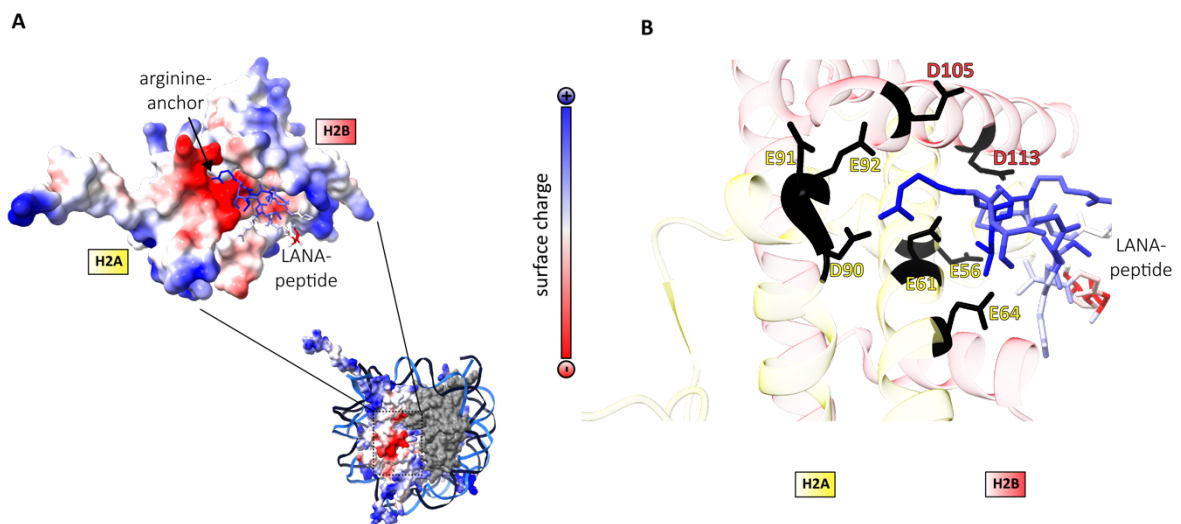 A
arginine-
anchor
H2B
H2A
LANA-
peptide
+
surface charge
-
B
D105
E91
E92
D113
D90
E61
E56
E64
LANA-
peptide
H2A
H2B